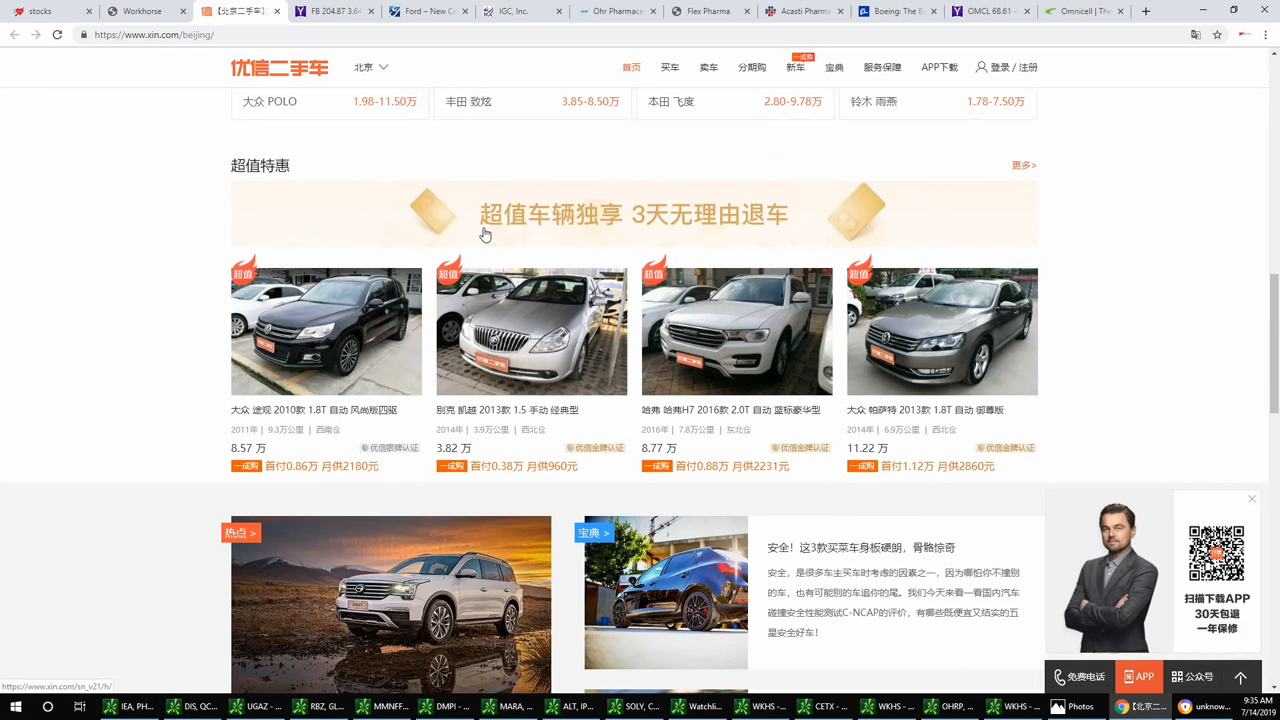 stocks
Workhorse
【北京二手车】
FB 204.87 3.64
Ford – New Ca
IGC, Inc.
Ohr Pharmace
Flex Pharma
Acasti Pharma
Boeing: The B
OMCL 68.61 -
Omnicell | The
https://www.xin.com/beijing/
优信二手车
北京
首页
买车
卖车
分期购
一成购
新车
宝典
服务保障
APP下载
登录 / 注册
大众 POLO 1.98-11.50万
丰田 致炫 3.85-8.50万
本田 飞度 2.80-9.78万
铃木 雨燕 1.78-7.50万
超值特惠
更多>
超值车辆独享 3天无理由退车
超值
超值
超值
超值
大众 途观 2010款 1.8T 自动 风尚版四驱
2011年 | 9.3万公里 | 西南仓
8.57 万 优信银牌认证
一成购 首付0.86万 月供2180元
别克 凯越 2013款 1.5 手动 经典型
2014年 | 3.9万公里 | 西北仓
3.82 万 优信金牌认证
一成购 首付0.38万 月供960元
哈弗 哈弗H7 2016款 2.0T 自动 蓝标豪华型
2016年 | 7.8万公里 | 东北仓
8.77 万 优信金牌认证
一成购 首付0.88万 月供2231元
大众 帕萨特 2013款 1.8T 自动 御尊版
2014年 | 6.9万公里 | 西北仓
11.22 万 优信金牌认证
一成购 首付1.12万 月供2860元
热点 >
宝典 >
安全！这3款买菜车身板硬朗，骨骼惊奇
安全，是很多车主买车时考虑的因素之一，因为哪怕你不撞别
的车，也有可能别的车追你的尾。我们今天来看一看国内汽车
碰撞安全性能测试C-NCAP的评价，有哪些既便宜又结实的五
星安全好车！
扫描下载APP
30天包退
一年保修
免费电话
APP
公众号
https://www.xin.com/sn_v21/h/
IEA, PH...
DIS, QC...
UGAZ - ...
RBZ, GL...
MMNFF...
DMPI - ...
MARA, ...
ALT, IP...
SOLY, C...
Watchli...
WKHS - ...
CETX - ...
WKHS - ...
OHRP, ...
WKHS = ...
Photos
【北京二...
unknow...
9:35 AM
7/14/2019